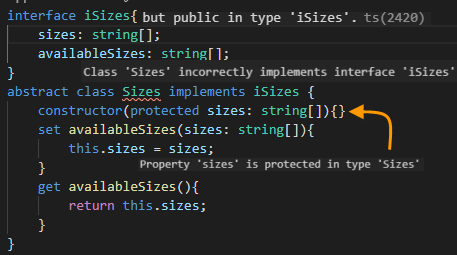 interface iSizes{ but public in type 'iSizes'. ts(2420)
sizes: string[];
availableSizes: string[];
}
Class 'Sizes' incorrectly implements interface 'iSizes'
abstract class Sizes implements iSizes {
constructor(protected sizes: string[]){}
set availableSizes(sizes: string[]){
this.sizes = sizes;
Property 'sizes' is protected in type 'Sizes'
}
get availableSizes(){
return this.sizes;
}
}